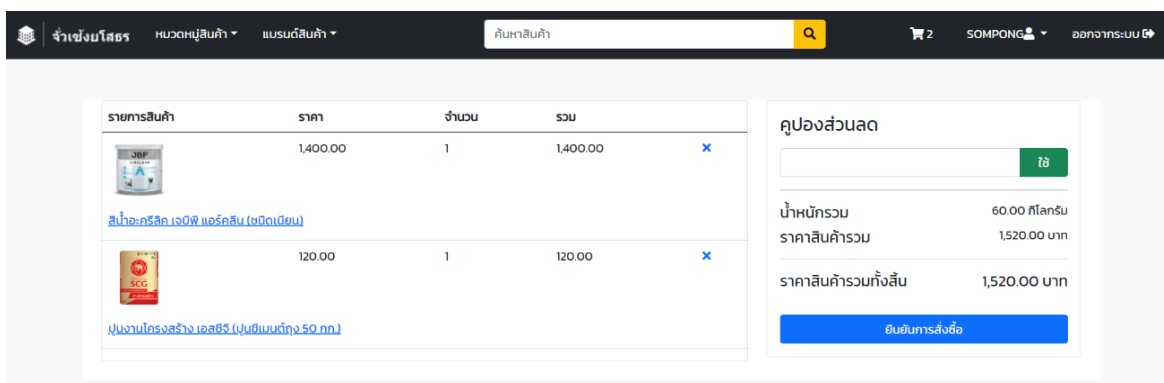 จั่วเซ้งยโสธร หมวดหมู่สินค้า แบรนด์สินค้า ค้นหาสินค้า 2 SOMPONG ออกจากระบบ
รายการสินค้า ราคา จำนวน รวม
JBP
1,400.00 1 1,400.00
สีน้ำอะครีลิค เจบีพี แอร์คลีน (ชนิดเนียน)
SCG
120.00 1 120.00
ปูนงานโครงสร้าง เอสซีจี (ปูนซีเมนต์ถุง 50 กก.)
คูปองส่วนลด
ใช้
น้ำหนักรวม 60.00 กิโลกรัม
ราคาสินค้ารวม 1,520.00 บาท
ราคาสินค้ารวมทั้งสิ้น 1,520.00 บาท
ยืนยันการสั่งซื้อ